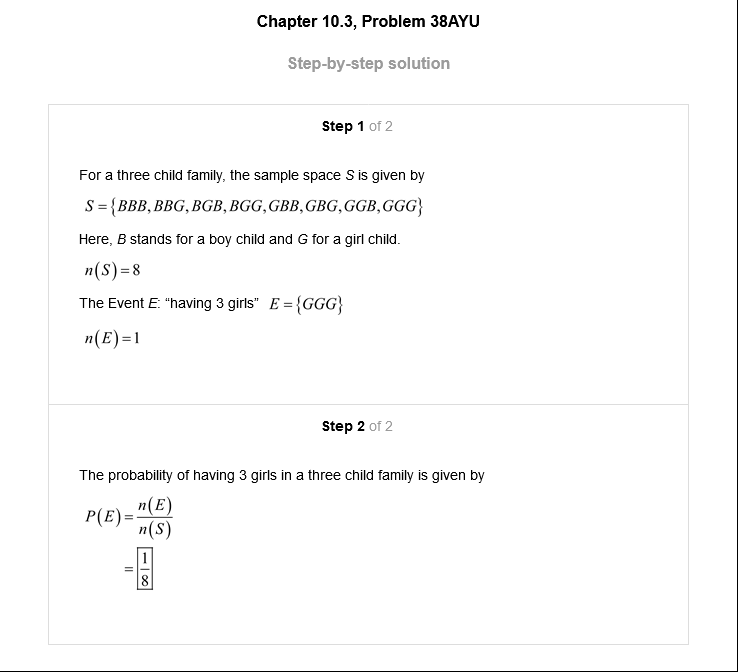 Chapter 10.3, Problem 38AYU
Step-by-step solution
Step 1 of 2
For a three child family, the sample space S is given by
S = {BBB, BBG, BGB, BGG, GBB, GBG, GGB, GGG}
Here, B stands for a boy child and G for a girl child.
n(S) = 8
The Event E: “having 3 girls” E = {GGG}
n(E) = 1
Step 2 of 2
The probability of having 3 girls in a three child family is given by
P(E) = n(E)/n(S)
= 1/8